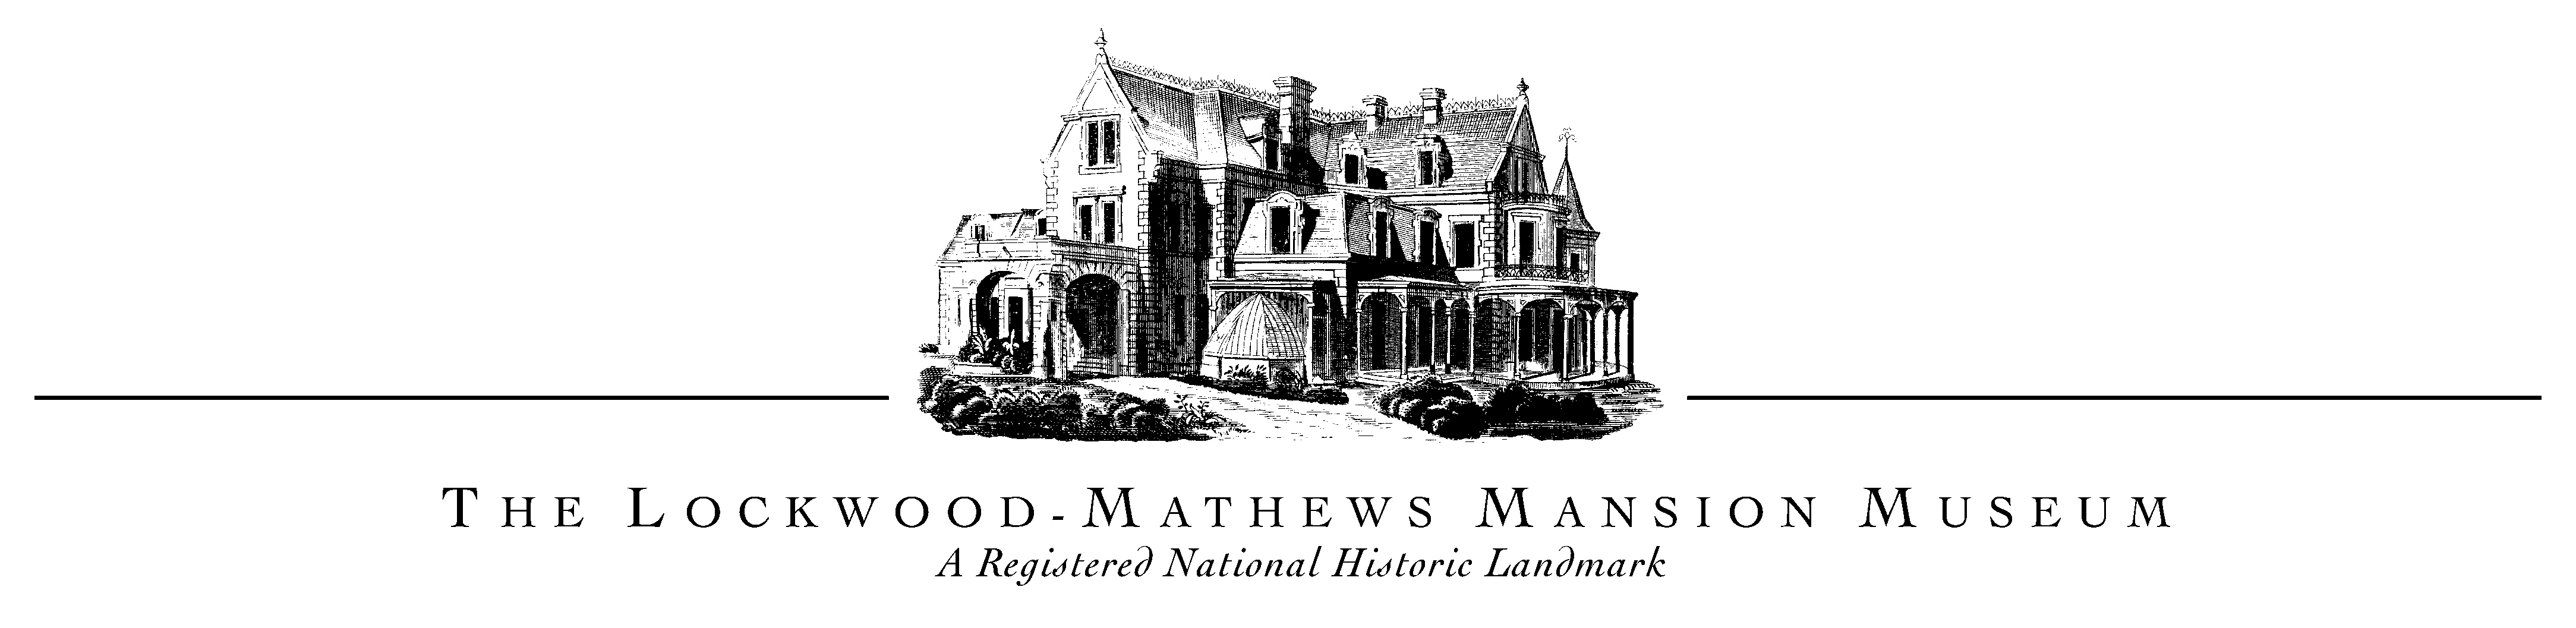 The Lockwood-Mathews Mansion Museum
A Registered National Historic Landmark